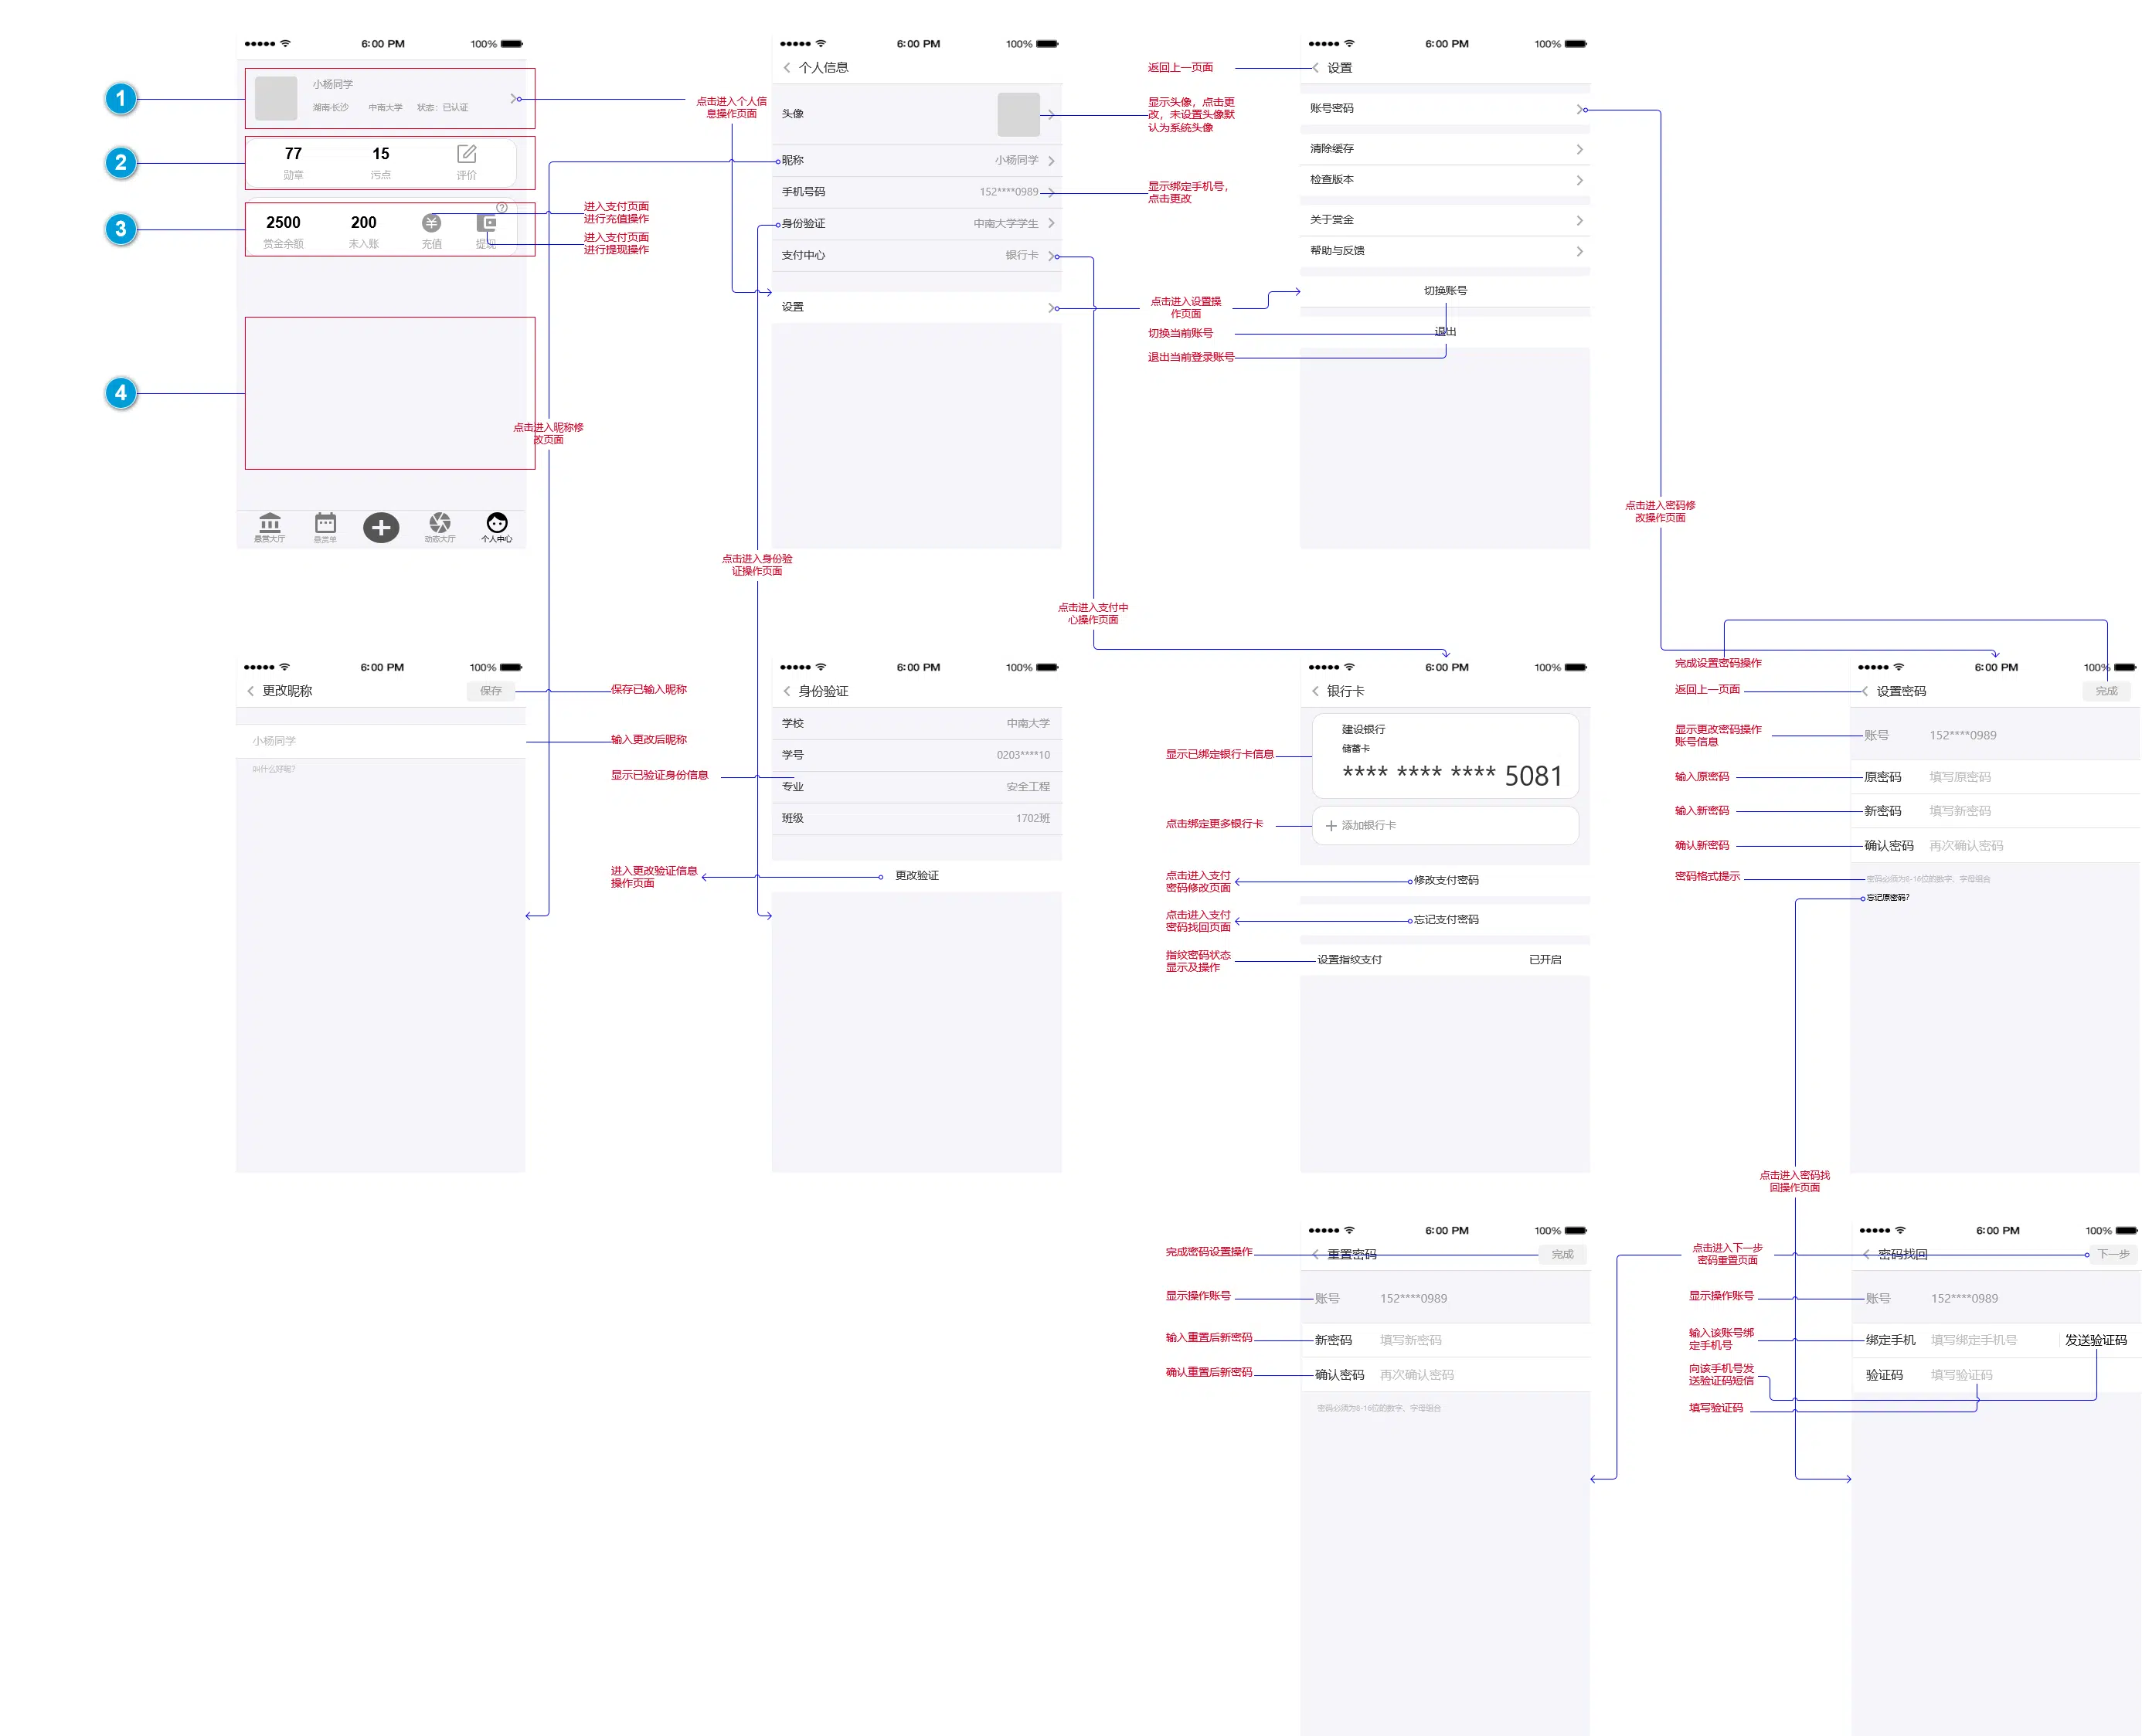 6:00 PM
100%
1
小杨同学
湖南-长沙
中南大学
状态：已认证
2
77
15
勋章
污点
评价
3
2500
200
赏金余额
未入账
充值
提现
?
进入支付页面
进行充值操作
进入支付页面
进行提现操作
4
悬赏大厅
悬赏单
动态大厅
个人中心
点击进入个人信
息操作页面
点击进入昵称修
改页面
6:00 PM
100%
个人信息
头像
昵称
小杨同学
手机号码
152****0989
身份验证
中南大学学生
支付中心
银行卡
设置
显示头像，点击更
改，未设置头像默
认为系统头像
显示绑定手机号，
点击更改
点击进入设置操
作页面
切换当前账号
退出当前登录账号
点击进入身份验
证操作页面
点击进入支付中
心操作页面
返回上一页面
6:00 PM
100%
设置
账号密码
清除缓存
检查版本
关于赏金
帮助与反馈
切换账号
退出
点击进入密码修
改操作页面
6:00 PM
100%
更改昵称
保存
小杨同学
叫什么好呢?
保存已输入昵称
输入更改后昵称
显示已验证身份信息
进入更改验证信息
操作页面
6:00 PM
100%
身份验证
学校
中南大学
学号
0203****10
专业
安全工程
班级
1702班
更改验证
显示已绑定银行卡信息
点击绑定更多银行卡
点击进入支付
密码修改页面
点击进入支付
密码找回页面
指纹密码状态
显示及操作
6:00 PM
100%
银行卡
建设银行
储蓄卡
**** **** **** 5081
添加银行卡
修改支付密码
忘记支付密码
设置指纹支付
已开启
完成设置密码操作
返回上一页面
显示更改密码操作
账号信息
输入原密码
输入新密码
确认新密码
密码格式提示
6:00 PM
100%
设置密码
完成
账号
152****0989
原密码
填写原密码
新密码
填写新密码
确认密码
再次确认密码
密码必须为8-16位的数字、字母组合
忘记原密码?
点击进入密码找
回操作页面
完成密码设置操作
显示操作账号
输入重置后新密码
确认重置后新密码
6:00 PM
100%
重置密码
完成
账号
152****0989
新密码
填写新密码
确认密码
再次确认密码
密码必须为8-16位的数字、字母组合
点击进入下一步
密码重置页面
显示操作账号
输入该账号绑
定手机号
向该手机号发
送验证码短信
填写验证码
6:00 PM
100%
密码找回
下一步
账号
152****0989
绑定手机
填写绑定手机号
发送验证码
验证码
填写验证码